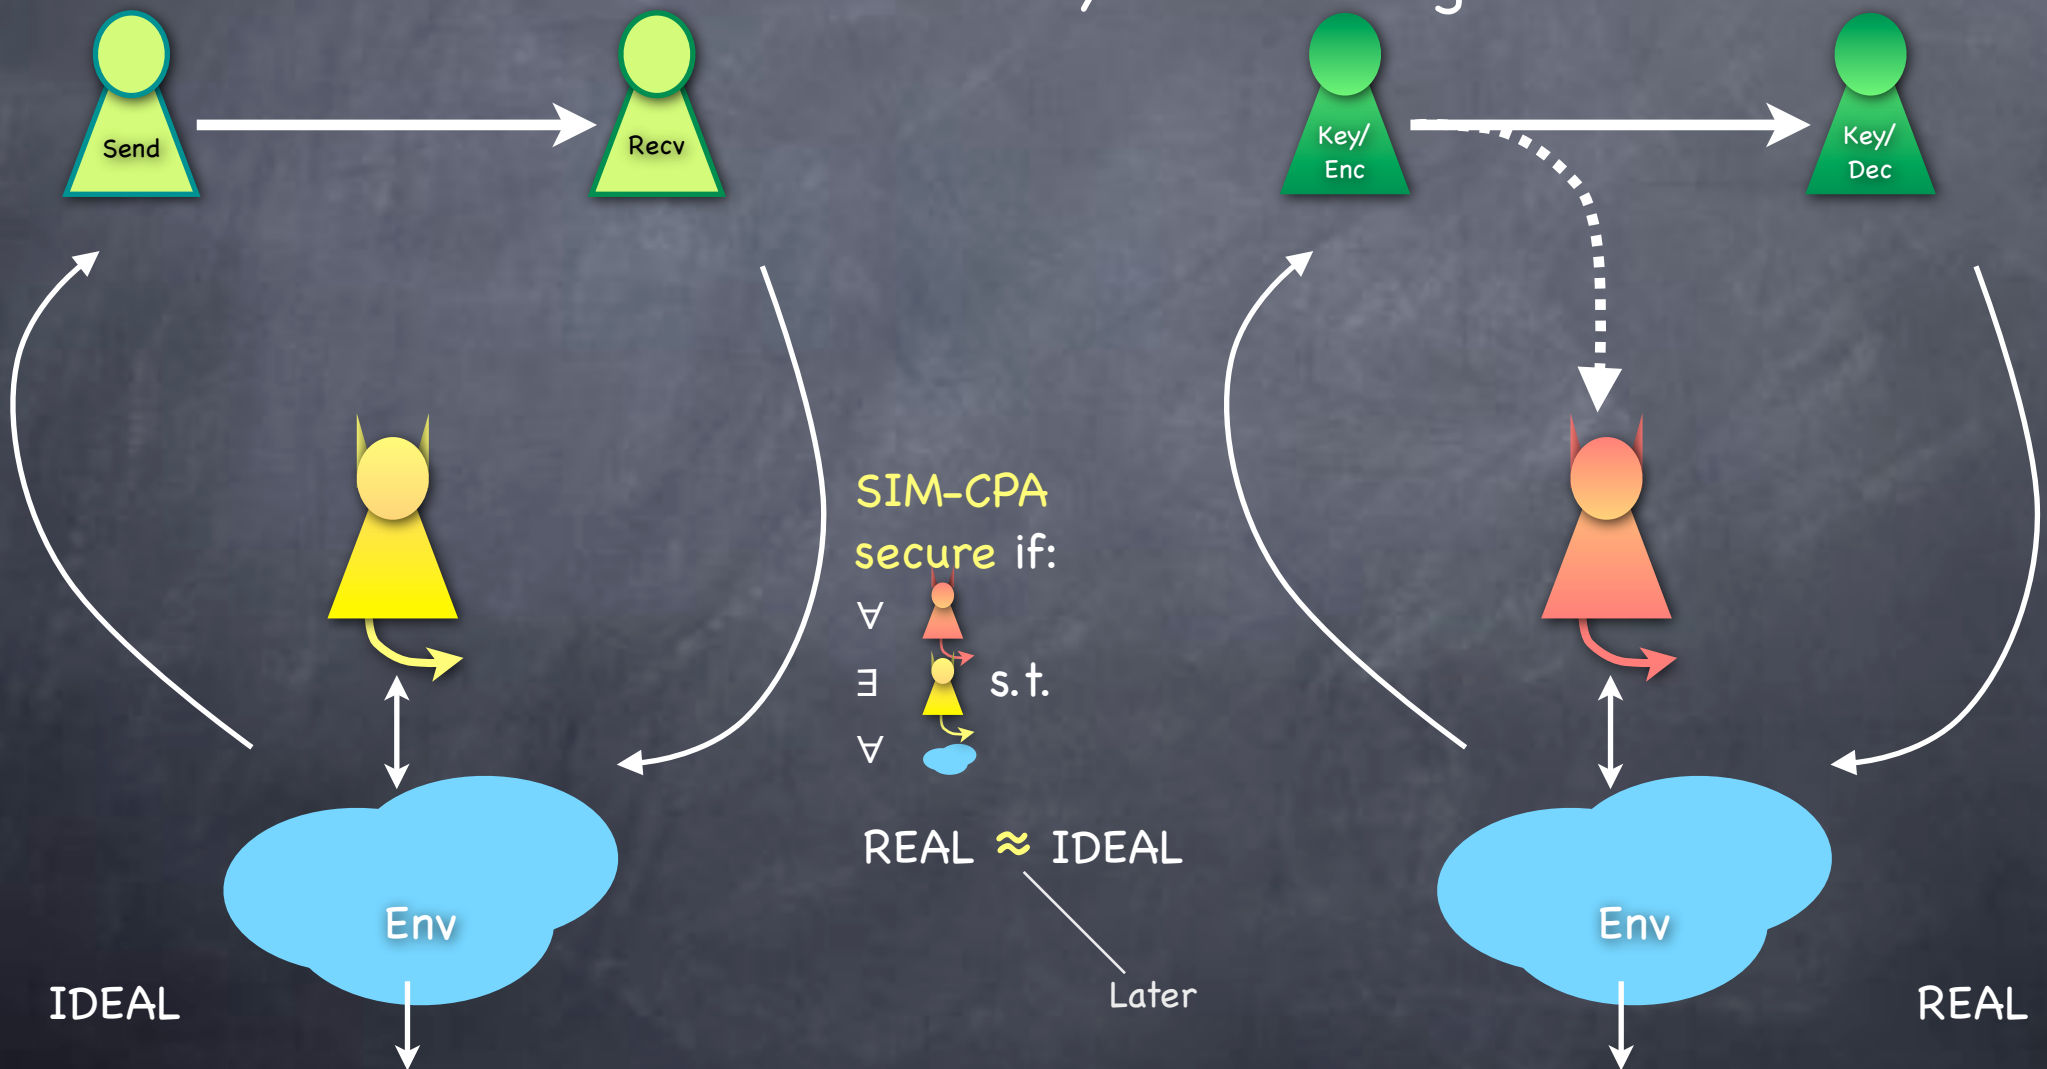 Send
Recv
Key/
Enc
Key/
Dec
SIM-CPA
secure if:
∀
∃ s.t.
∀
REAL ≈ IDEAL
Later
Env
Env
IDEAL
REAL